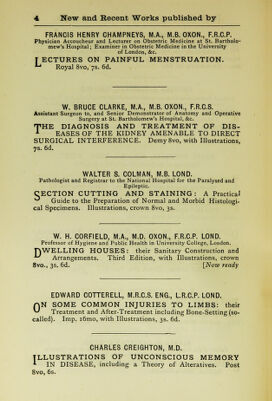 4 New and Recent Works published by
FRANCIS HENRY CHAMPNEYS, M.A., M.B. OXON., F.R.C.P.
Physician Accoucheur and Lecturer on Obstetric Medicine at St. Bartholo-
mew's Hospital; Examiner in Obstetric Medicine in the University
of London, &c.
LECTURES ON PAINFUL MENSTRUATION.
Royal 8vo, 7s. 6d.
W. BRUCE CLARKE, M.A., M.B. OXON., F.R.C.S.
Assistant Surgeon to, and Senior Demonstrator of Anatomy and Operative
Surgery at St. Bartholomew's Hospital, &c.
THE DIAGNOSIS AND TREATMENT OF DIS-
EASES OF THE KIDNEY AMENABLE TO DIRECT
SURGICAL INTERFERENCE. Demy 8vo, with Illustrations,
7s. 6d.
WALTER S. COLMAN, M.B. LOND.
Pathologist and Registrar to the National Hospital for the Paralysed and
Epileptic.
SECTION CUTTING AND STAINING: A Practical
Guide to the Preparation of Normal and Morbid Histologi-
cal Specimens. Illustrations, crown 8vo, 3s.
W. H. CORFIELD, M.A., M.D. OXON., F.R.C.P. LOND.
Professor of Hygiene and Public Health in University College, London.
DWELLING HOUSES: their Sanitary Construction and
Arrangements. Third Edition, with Illustrations, crown
8vo., 3s. 6d. [Now ready
EDWARD COTTERELL, M.R.C.S. ENG., L.R.C.P. LOND.
ON SOME COMMON INJURIES TO LIMBS: their
Treatment and After-Treatment including Bone-Setting (so-
called). Imp. 16mo, with Illustrations, 3s. 6d.
CHARLES CREIGHTON, M.D.
ILLUSTRATIONS OF UNCONSCIOUS MEMORY
IN DISEASE, including a Theory of Alteratives. Post
8vo, 6s.